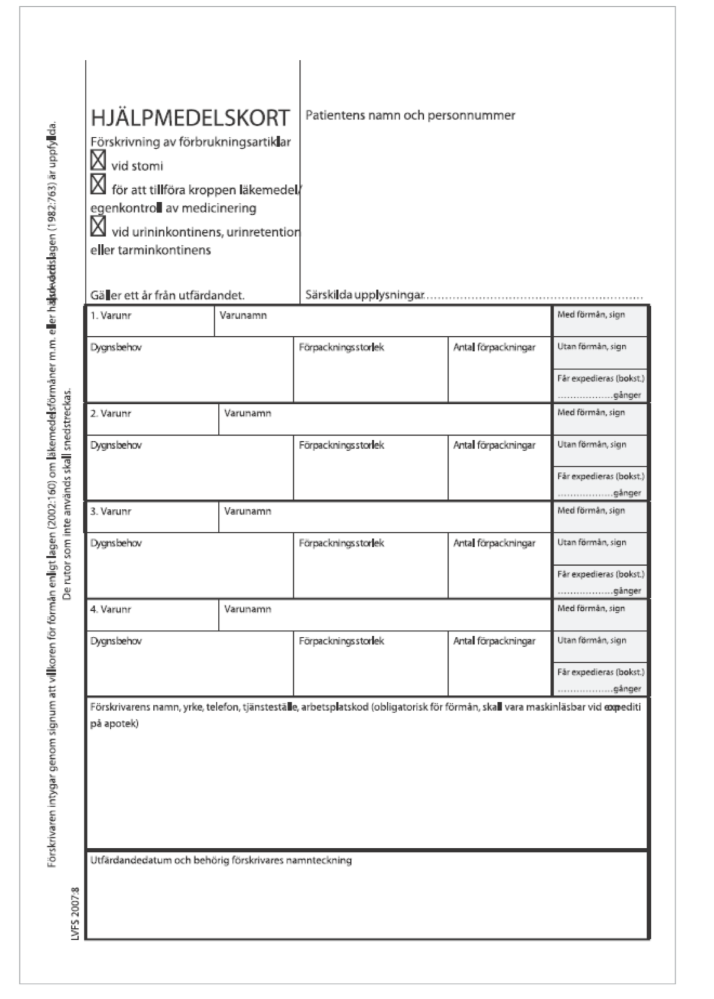 HJÄLPMEDELSKORT
Förskrivning av förbrukningsartiklar
vid stomi
för att tillföra kroppen läkemedel/
egenkontroll av medicinering
vid urininkontinens, urinretention
eller tarminkontinens
Gäller ett år från utfärdandet.
Patientens namn och personnummer
Särskilda upplysningar......................................................
1. Varunr
Varunamn
Med förmån, sign
Dygnsbehov
Förpackningsstorlek
Antal förpackningar
Utan förmån, sign
Får expedieras (bokst.)
..................gånger
2. Varunr
Varunamn
Med förmån, sign
Dygnsbehov
Förpackningsstorlek
Antal förpackningar
Utan förmån, sign
Får expedieras (bokst.)
..................gånger
3. Varunr
Varunamn
Med förmån, sign
Dygnsbehov
Förpackningsstorlek
Antal förpackningar
Utan förmån, sign
Får expedieras (bokst.)
..................gånger
4. Varunr
Varunamn
Med förmån, sign
Dygnsbehov
Förpackningsstorlek
Antal förpackningar
Utan förmån, sign
Får expedieras (bokst.)
..................gånger
Förskrivarens namn, yrke, telefon, tjänsteställe, arbetsplatskod (obligatorisk för förmån, skall vara maskinläsbar vid
på apotek)
Utfärdandedatum och behörig förskrivares namnteckning
Förskrivaren intygar genom signum att villkoren för förmån enligt lagen (2002:160) om läkemedelsförmåner m.m. eller (1982:763) är uppfyllda.
De rutor som inte används skall snedstreckas.
LVFS 2007:8